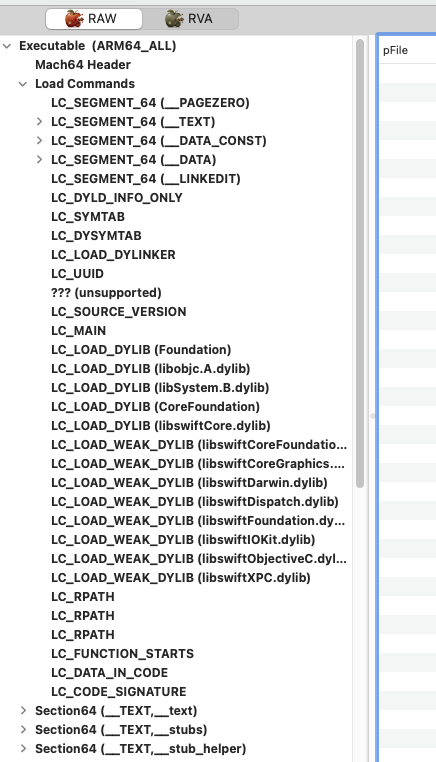 RAW RVA
Executable (ARM64_ALL)
pFile
Mach64 Header
Load Commands
LC_SEGMENT_64 (__PAGEZERO)
LC_SEGMENT_64 (__TEXT)
LC_SEGMENT_64 (__DATA_CONST)
LC_SEGMENT_64 (__DATA)
LC_SEGMENT_64 (__LINKEDIT)
LC_DYLD_INFO_ONLY
LC_SYMTAB
LC_DYSYMTAB
LC_LOAD_DYLINKER
LC_UUID
??? (unsupported)
LC_SOURCE_VERSION
LC_MAIN
LC_LOAD_DYLIB (Foundation)
LC_LOAD_DYLIB (libobjc.A.dylib)
LC_LOAD_DYLIB (libSystem.B.dylib)
LC_LOAD_DYLIB (CoreFoundation)
LC_LOAD_DYLIB (libswiftCore.dylib)
LC_LOAD_WEAK_DYLIB (libswiftCoreFoundatio...
LC_LOAD_WEAK_DYLIB (libswiftCoreGraphics....
LC_LOAD_WEAK_DYLIB (libswiftDarwin.dylib)
LC_LOAD_WEAK_DYLIB (libswiftDispatch.dylib)
LC_LOAD_WEAK_DYLIB (libswiftFoundation.dy...
LC_LOAD_WEAK_DYLIB (libswiftIOKit.dylib)
LC_LOAD_WEAK_DYLIB (libswiftObjectiveC.dyl...
LC_LOAD_WEAK_DYLIB (libswiftXPC.dylib)
LC_RPATH
LC_RPATH
LC_RPATH
LC_FUNCTION_STARTS
LC_DATA_IN_CODE
LC_CODE_SIGNATURE
Section64 (__TEXT,__text)
Section64 (__TEXT,__stubs)
Section64 (__TEXT,__stub_helper)